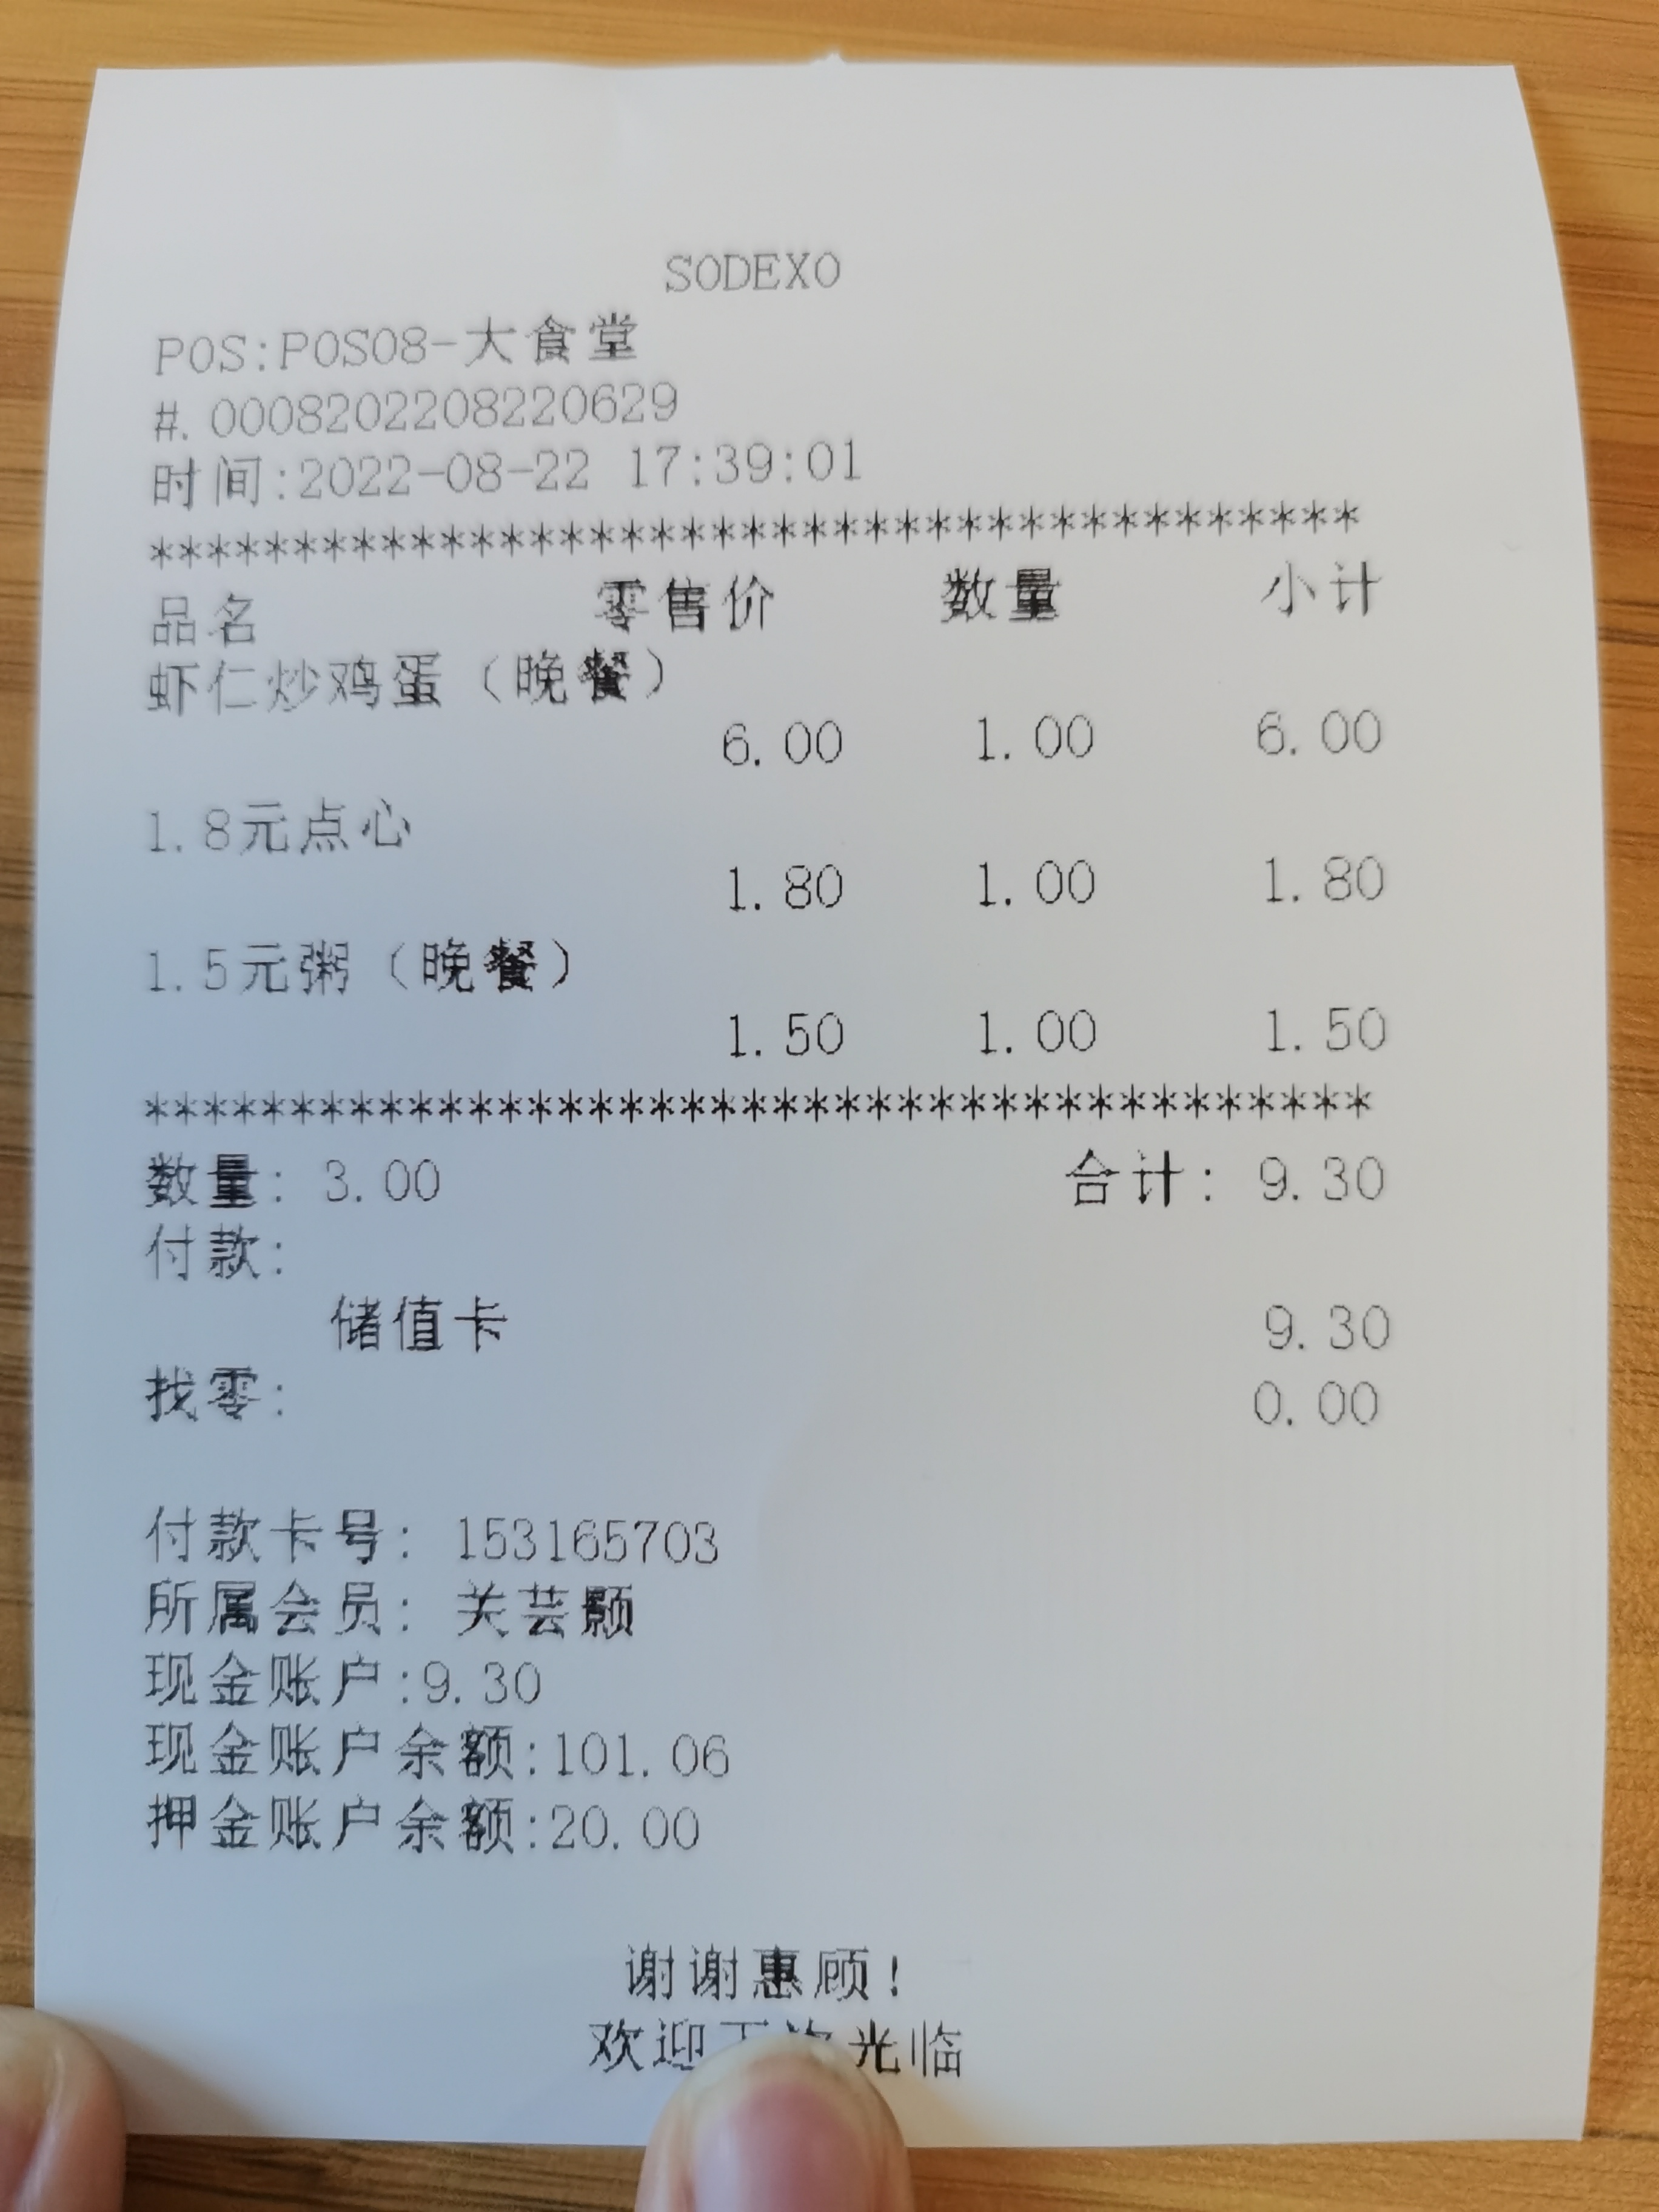 SODEXO
POS:POS08-大食堂
#.0008202208220629
时间:2022-08-22 17:39:01
****************************************
品名 零售价 数量 小计
虾仁炒鸡蛋（晚餐）
6.00 1.00 6.00
1.8元点心
1.80 1.00 1.80
1.5元粥（晚餐）
1.50 1.00 1.50
****************************************
数量: 3.00 合计: 9.30
付款:
储值卡 9.30
找零: 0.00
付款卡号: 153165703
所属会员: 关芸颢
现金账户:9.30
现金账户余额:101.06
押金账户余额:20.00
谢谢惠顾!
欢迎 光临